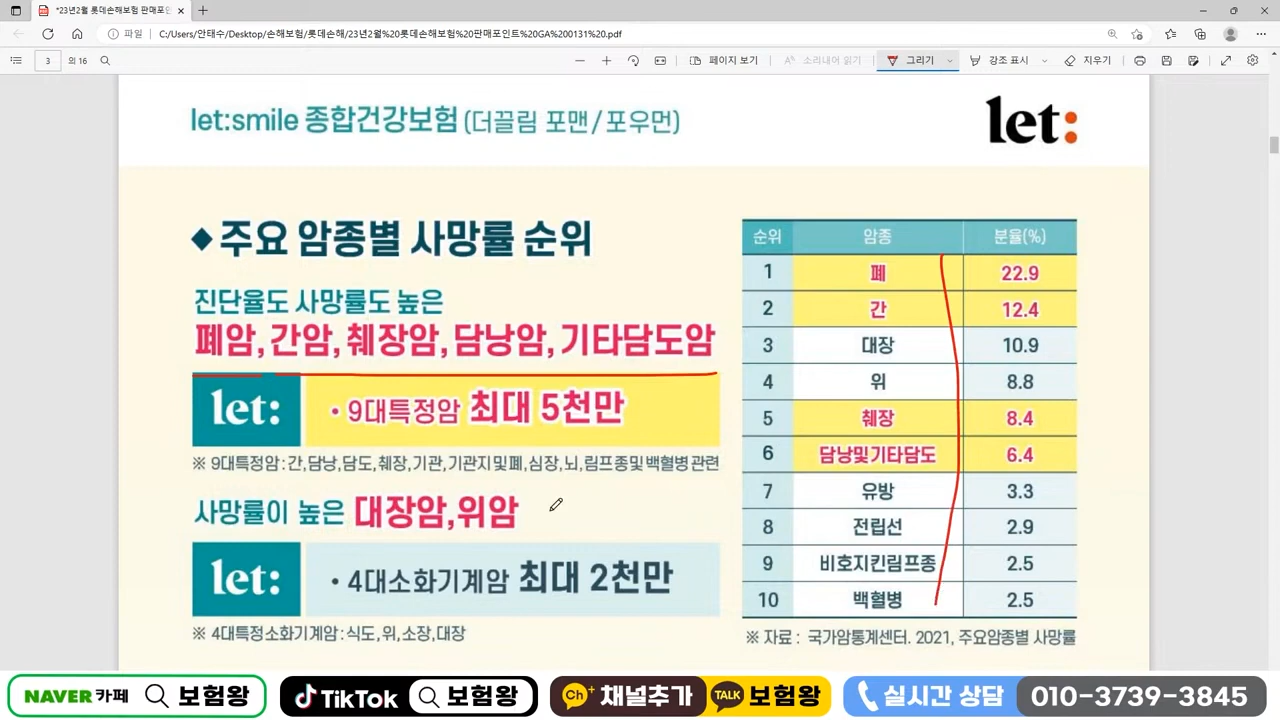 *23년2월 롯데손해보험 판매포인
파일
C:/Users/안태수/Desktop/손해보험/롯데손해/23년2월%20롯데손해보험%20판매포인트%20GA%200131%20.pdf
3 의 16
페이지 보기
소리내어 읽기
그리기
강조 표시
지우기
let:smile 종합건강보험(더끌림 포맨/포우먼)
let:
◆ 주요 암종별 사망률 순위
진단율도 사망률도 높은
폐암, 간암, 췌장암, 담낭암, 기타담도암
let:
• 9대특정암 최대 5천만
※ 9대특정암 : 간,담낭,담도,췌장,기관,기관지및폐,심장,뇌,림프종및백혈병관련
사망률이 높은 대장암,위암
let:
• 4대소화기계암 최대 2천만
※ 4대특정소화기계암 : 식도,위,소장,대장
순위 암종 분율(%)
1 폐 22.9
2 간 12.4
3 대장 10.9
4 위 8.8
5 췌장 8.4
6 담낭및기타담도 6.4
7 유방 3.3
8 전립선 2.9
9 비호지킨림프종 2.5
10 백혈병 2.5
※ 자료 : 국가암통계센터. 2021, 주요암종별 사망률
NAVER 카페 보험왕
TikTok 보험왕
Ch+ 채널추가 TALK 보험왕
실시간 상담 010-3739-3845